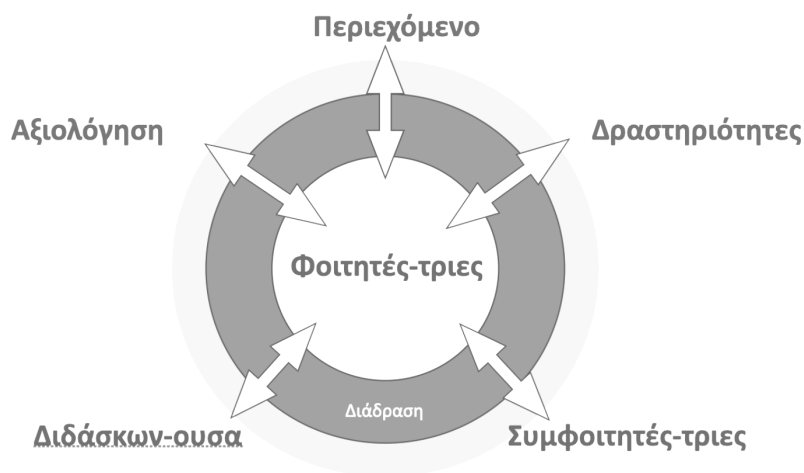 Περιεχόμενο
Αξιολόγηση
Δραστηριότητες
Φοιτητές-τριες
Διάδραση
Διδάσκων-ουσα
Συμφοιτητές-τριες